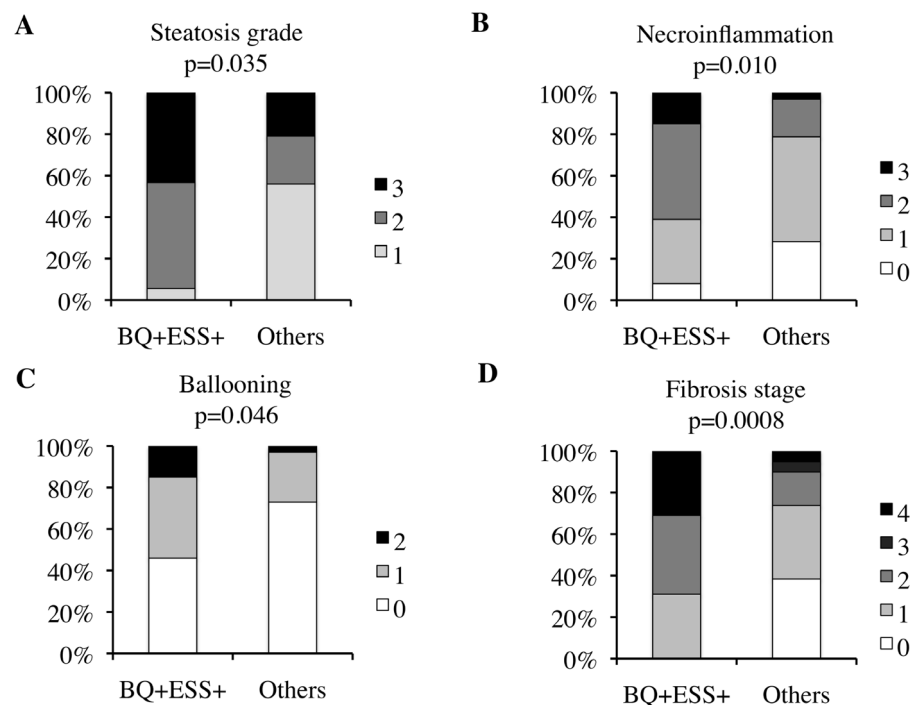 A
Steatosis grade
p=0.035
100%
80%
60%
40%
20%
0%
3
2
1
BQ+ESS+ Others
B
Necroinflammation
p=0.010
100%
80%
60%
40%
20%
0%
3
2
1
0
BQ+ESS+ Others
C
Ballooning
p=0.046
100%
80%
60%
40%
20%
0%
2
1
0
BQ+ESS+ Others
D
Fibrosis stage
p=0.0008
100%
80%
60%
40%
20%
0%
4
3
2
1
0
BQ+ESS+ Others